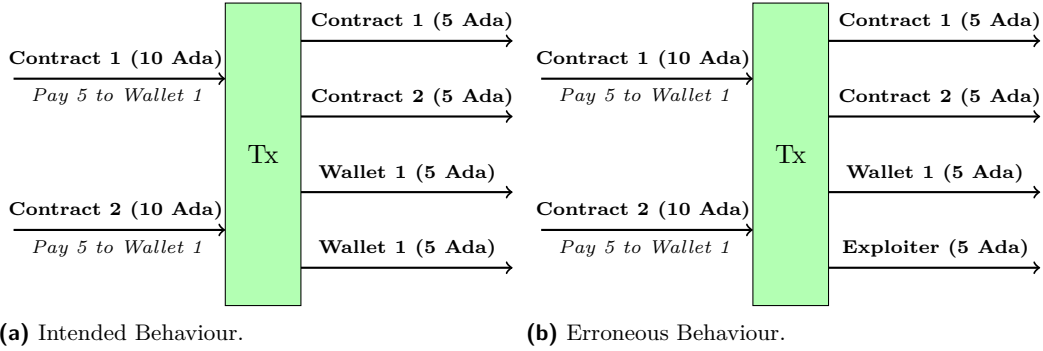 Contract 1 (10 Ada)
Pay 5 to Wallet 1
Contract 2 (10 Ada)
Pay 5 to Wallet 1
Tx
Contract 1 (5 Ada)
Contract 2 (5 Ada)
Wallet 1 (5 Ada)
Wallet 1 (5 Ada)
(a) Intended Behaviour.
Contract 1 (10 Ada)
Pay 5 to Wallet 1
Contract 2 (10 Ada)
Pay 5 to Wallet 1
Tx
Contract 1 (5 Ada)
Contract 2 (5 Ada)
Wallet 1 (5 Ada)
Exploiter (5 Ada)
(b) Erroneous Behaviour.